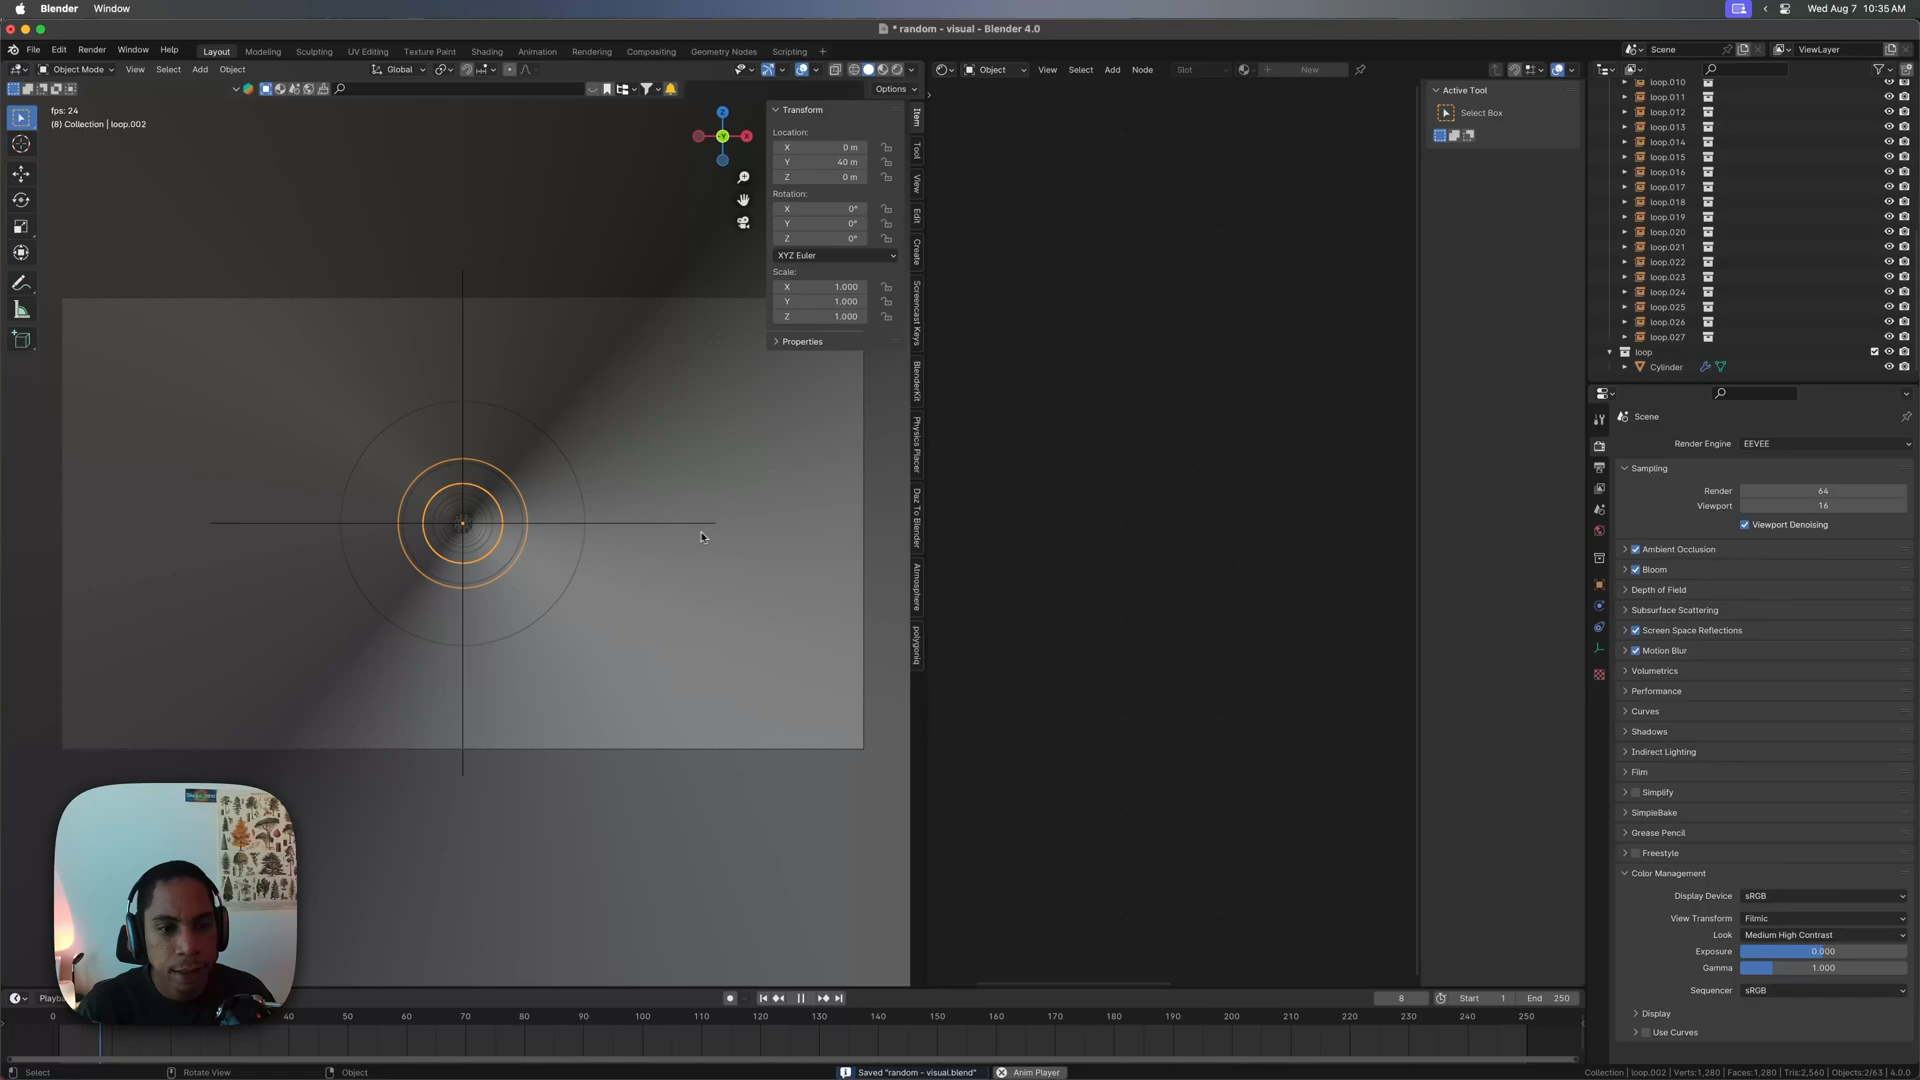 Blender Window
Wed Aug 7 10:35 AM
* random - visual - Blender 4.0
File Edit Render Window Help Layout Modeling Sculpting UV Editing Texture Paint Shading Animation Rendering Compositing Geometry Nodes Scripting +
Scene
ViewLayer
Object Mode View Select Add Object Global
Object View Select Add Node Slot New
Options
fps: 24
(8) Collection | loop.002
Z
X
Y
Transform
Location:
X 0 m
Y 40 m
Z 0 m
Rotation:
X 0°
Y 0°
Z 0°
XYZ Euler
Scale:
X 1.000
Y 1.000
Z 1.000
Properties
Item
Tool
View
Edit
Create
Screencast Keys
BlenderKit
Physics Placer
Daz To Blender
Atmosphere
polygoniq
Active Tool
Select Box
loop.010
loop.011
loop.012
loop.013
loop.014
loop.015
loop.016
loop.017
loop.018
loop.019
loop.020
loop.021
loop.022
loop.023
loop.024
loop.025
loop.026
loop.027
loop
Cylinder
Scene
Render Engine EEVEE
Sampling
Render 64
Viewport 16
Viewport Denoising
Ambient Occlusion
Bloom
Depth of Field
Subsurface Scattering
Screen Space Reflections
Motion Blur
Volumetrics
Performance
Curves
Shadows
Indirect Lighting
Film
Simplify
SimpleBake
Grease Pencil
Freestyle
Color Management
Display Device sRGB
View Transform Filmic
Look Medium High Contrast
Exposure 0.000
Gamma 1.000
Sequencer sRGB
Display
Use Curves
8 Start 1 End 250
0 40 50 60 70 80 90 100 110 120 130 140 150 160 170 180 190 200 210 220 230 240 250
Select Rotate View Object
Saved "random - visual.blend" Anim Player
Collection | loop.002 | Verts:1,280 | Faces:1,280 | Tris:2,560 | Objects:2/63 | 4.0.0